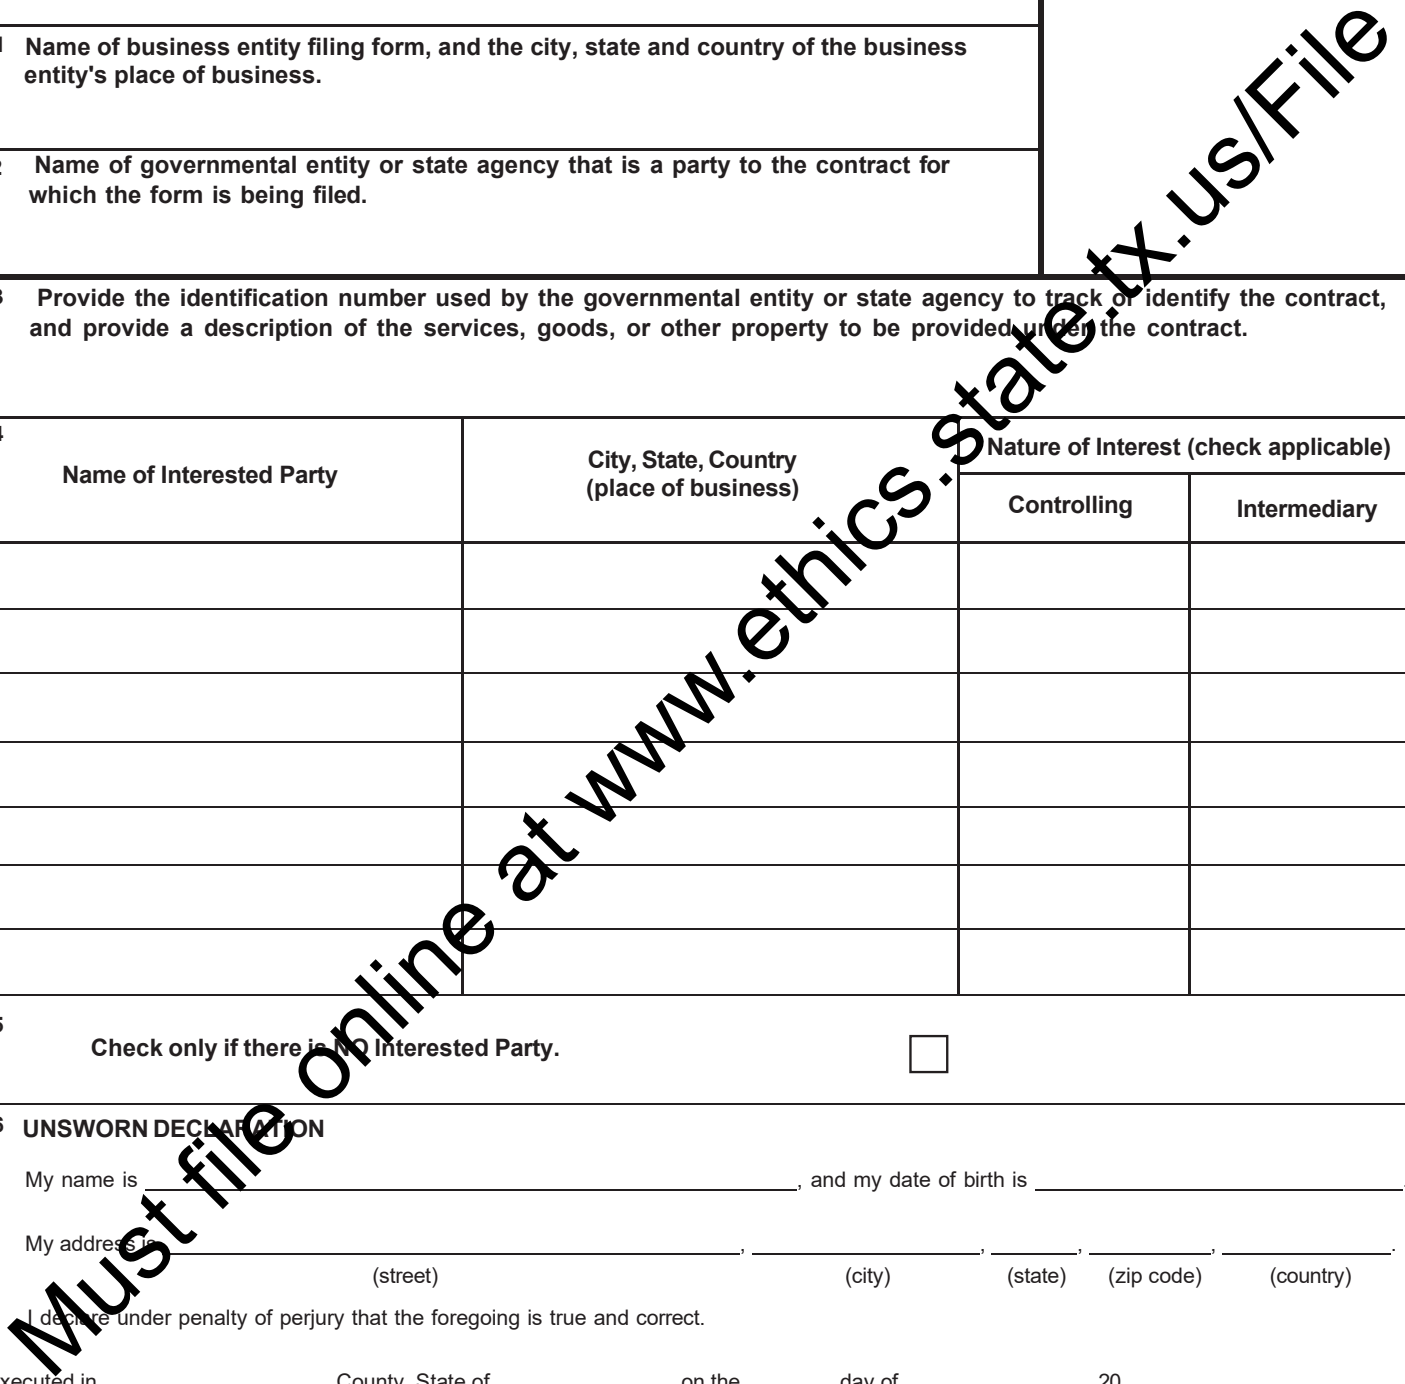 1 Name of business entity filing form, and the city, state and country of the business
entity's place of business.
2 Name of governmental entity or state agency that is a party to the contract for
which the form is being filed.
3 Provide the identification number used by the governmental entity or state agency to track or identify the contract,
and provide a description of the services, goods, or other property to be provided under the contract.
4
Name of Interested Party
City, State, Country
(place of business)
Nature of Interest (check applicable)
Controlling
Intermediary
5
Check only if there is NO Interested Party.
6 UNSWORN DECLARATION
My name is , and my date of birth is .
My address is , , , , .
(street) (city) (state) (zip code) (country)
I declare under penalty of perjury that the foregoing is true and correct.
xecuted in County, State of on the day of 20
Must file online at www.ethics.state.tx.us/File